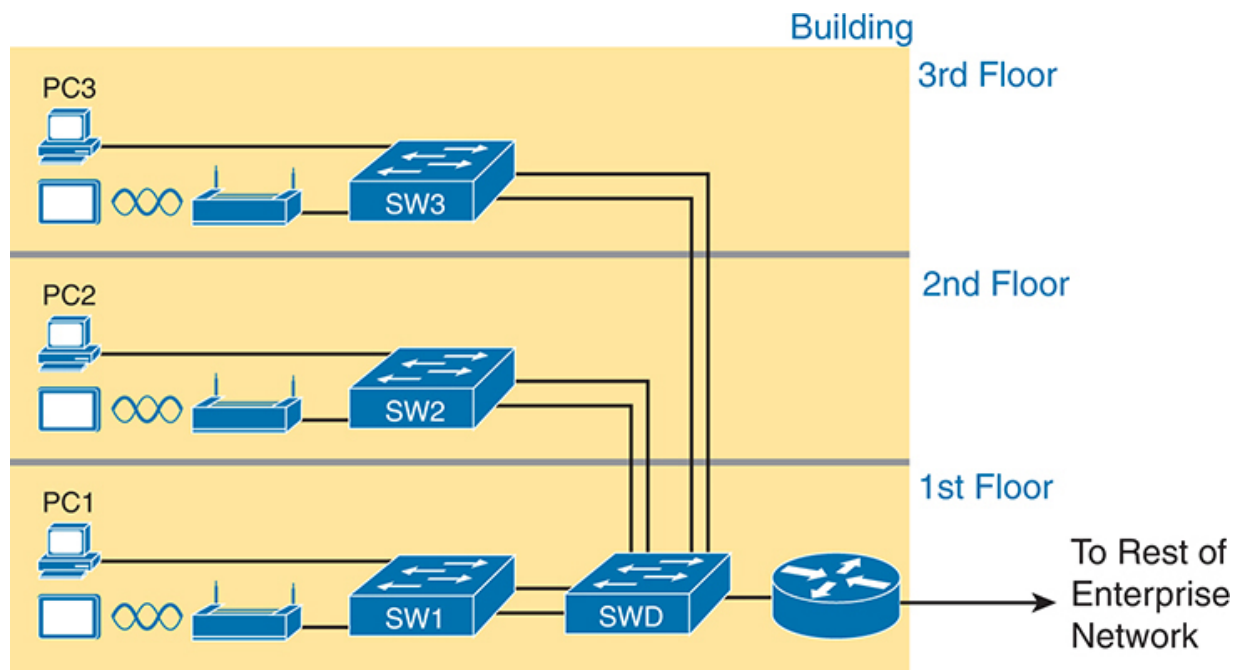 Building
3rd Floor
PC3
SW3
2nd Floor
PC2
SW2
1st Floor
PC1
SW1
SWD
To Rest of
Enterprise
Network